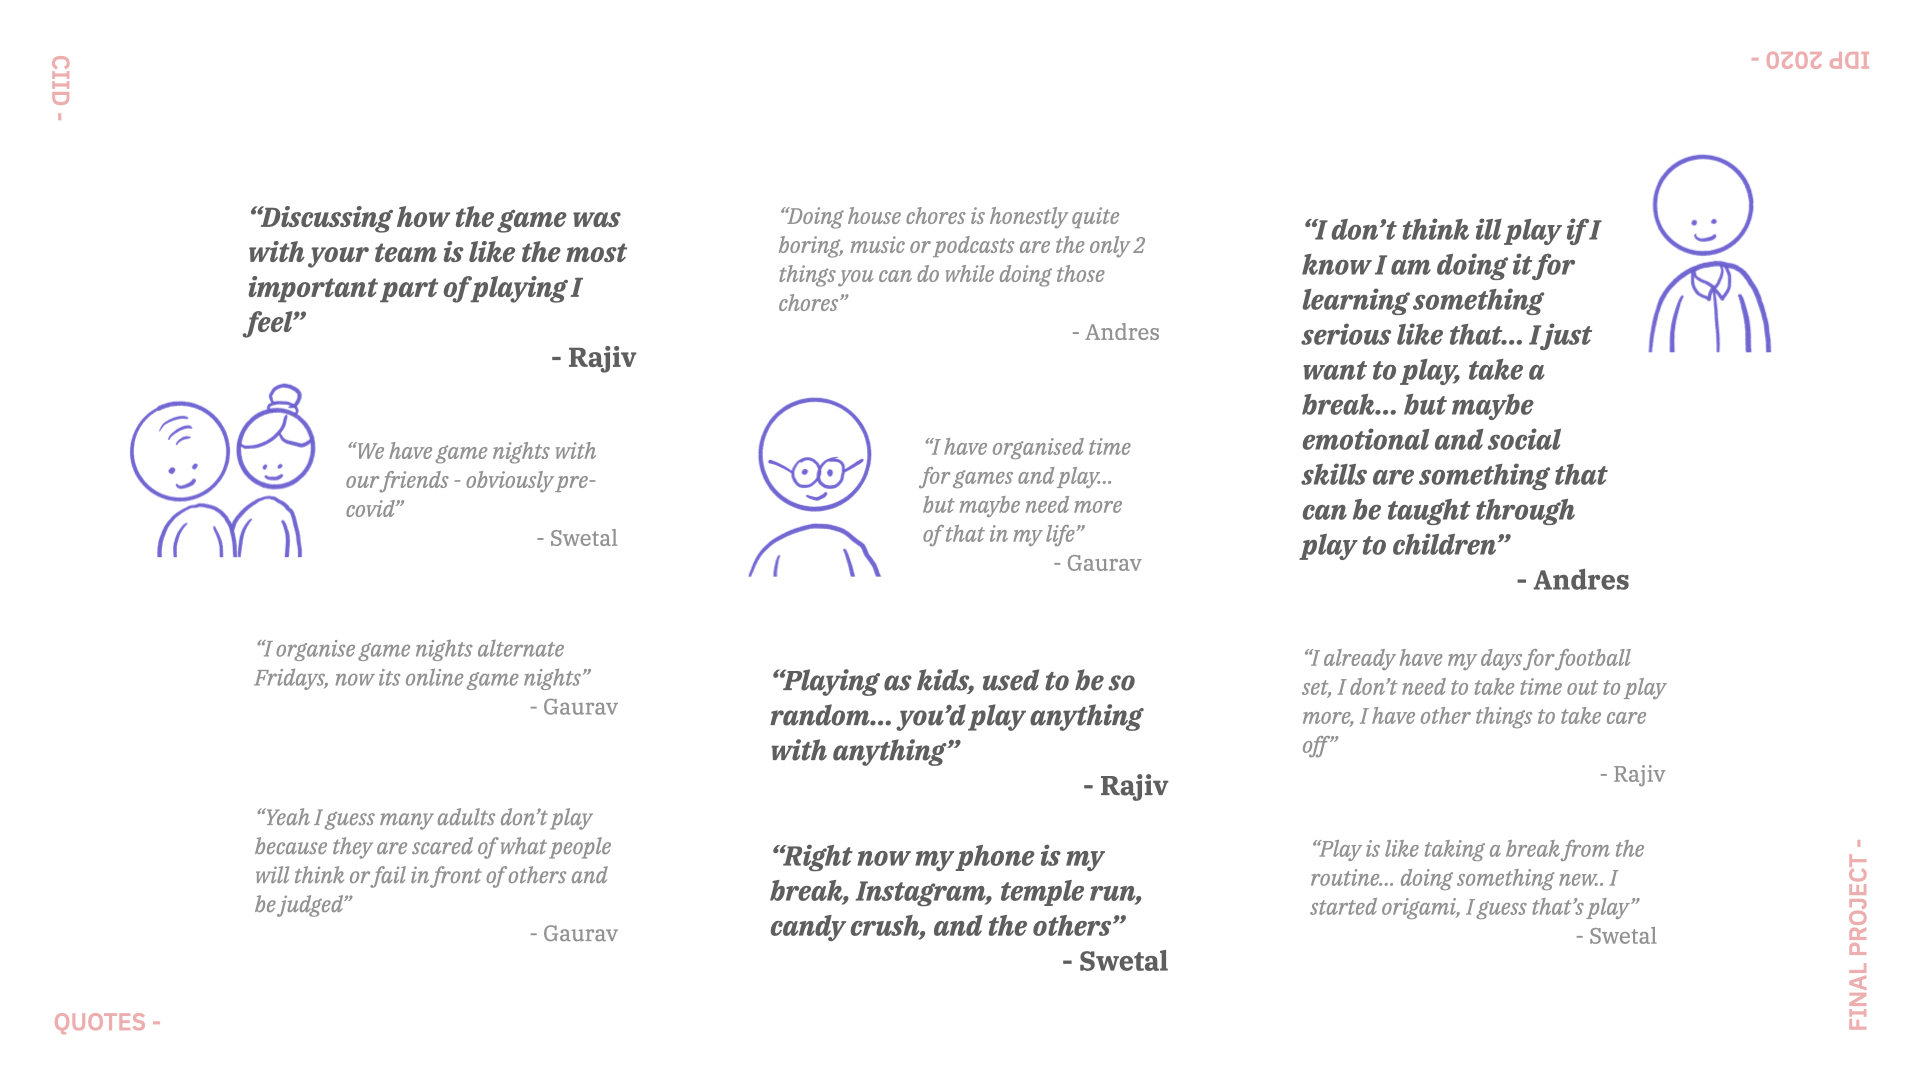 CIID -
IDP 2020 -
“Discussing how the game was
with your team is like the most
important part of playing I
feel”
- Rajiv
“We have game nights with
our friends - obviously pre-
covid”
- Swetal
“I organise game nights alternate
Fridays, now its online game nights”
- Gaurav
“Yeah I guess many adults don’t play
because they are scared of what people
will think or fail in front of others and
be judged”
- Gaurav
“Doing house chores is honestly quite
boring, music or podcasts are the only 2
things you can do while doing those
chores”
- Andres
“I have organised time
for games and play...
but maybe need more
of that in my life”
- Gaurav
“Playing as kids, used to be so
random... you’d play anything
with anything”
- Rajiv
“Right now my phone is my
break, Instagram, temple run,
candy crush, and the others”
- Swetal
“I don’t think ill play if I
know I am doing it for
learning something
serious like that... I just
want to play, take a
break... but maybe
emotional and social
skills are something that
can be taught through
play to children”
- Andres
“I already have my days for football
set, I don’t need to take time out to play
more, I have other things to take care
off”
- Rajiv
“Play is like taking a break from the
routine... doing something new.. I
started origami, I guess that’s play”
- Swetal
QUOTES -
FINAL PROJECT -